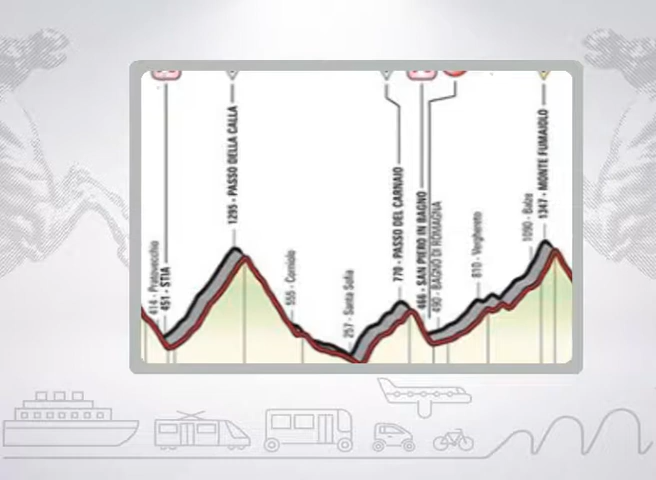 414 - Pratovecchio
451 - STIA
1295 - PASSO DELLA CALLA
555 - Corniolo
257 - Santa Sofia
770 - PASSO DEL CARNAIO
466 - SAN PIERO IN BAGNO
490 - BAGNO DI ROMAGNA
810 - Verghereto
1090 - Balze
1347 - MONTE FUMAIOLO